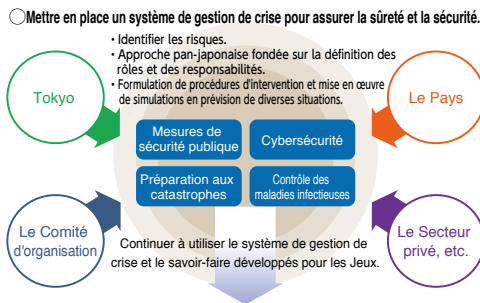 ○Mettre en place un système de gestion de crise pour assurer la sûreté et la sécurité.
• Identifier les risques.
• Approche pan-japonaise fondée sur la définition des
rôles et des responsabilités.
• Formulation de procédures d'intervention et mise en œuvre
de simulations en prévision de diverses situations.
Tokyo
Le Pays
Mesures de
sécurité publique
Cybersécurité
Préparation aux
catastrophes
Contrôle des
maladies infectieuses
Le Comité
d'organisation
Le Secteur
privé, etc.
Continuer à utiliser le système de gestion de
crise et le savoir-faire développés pour les Jeux.